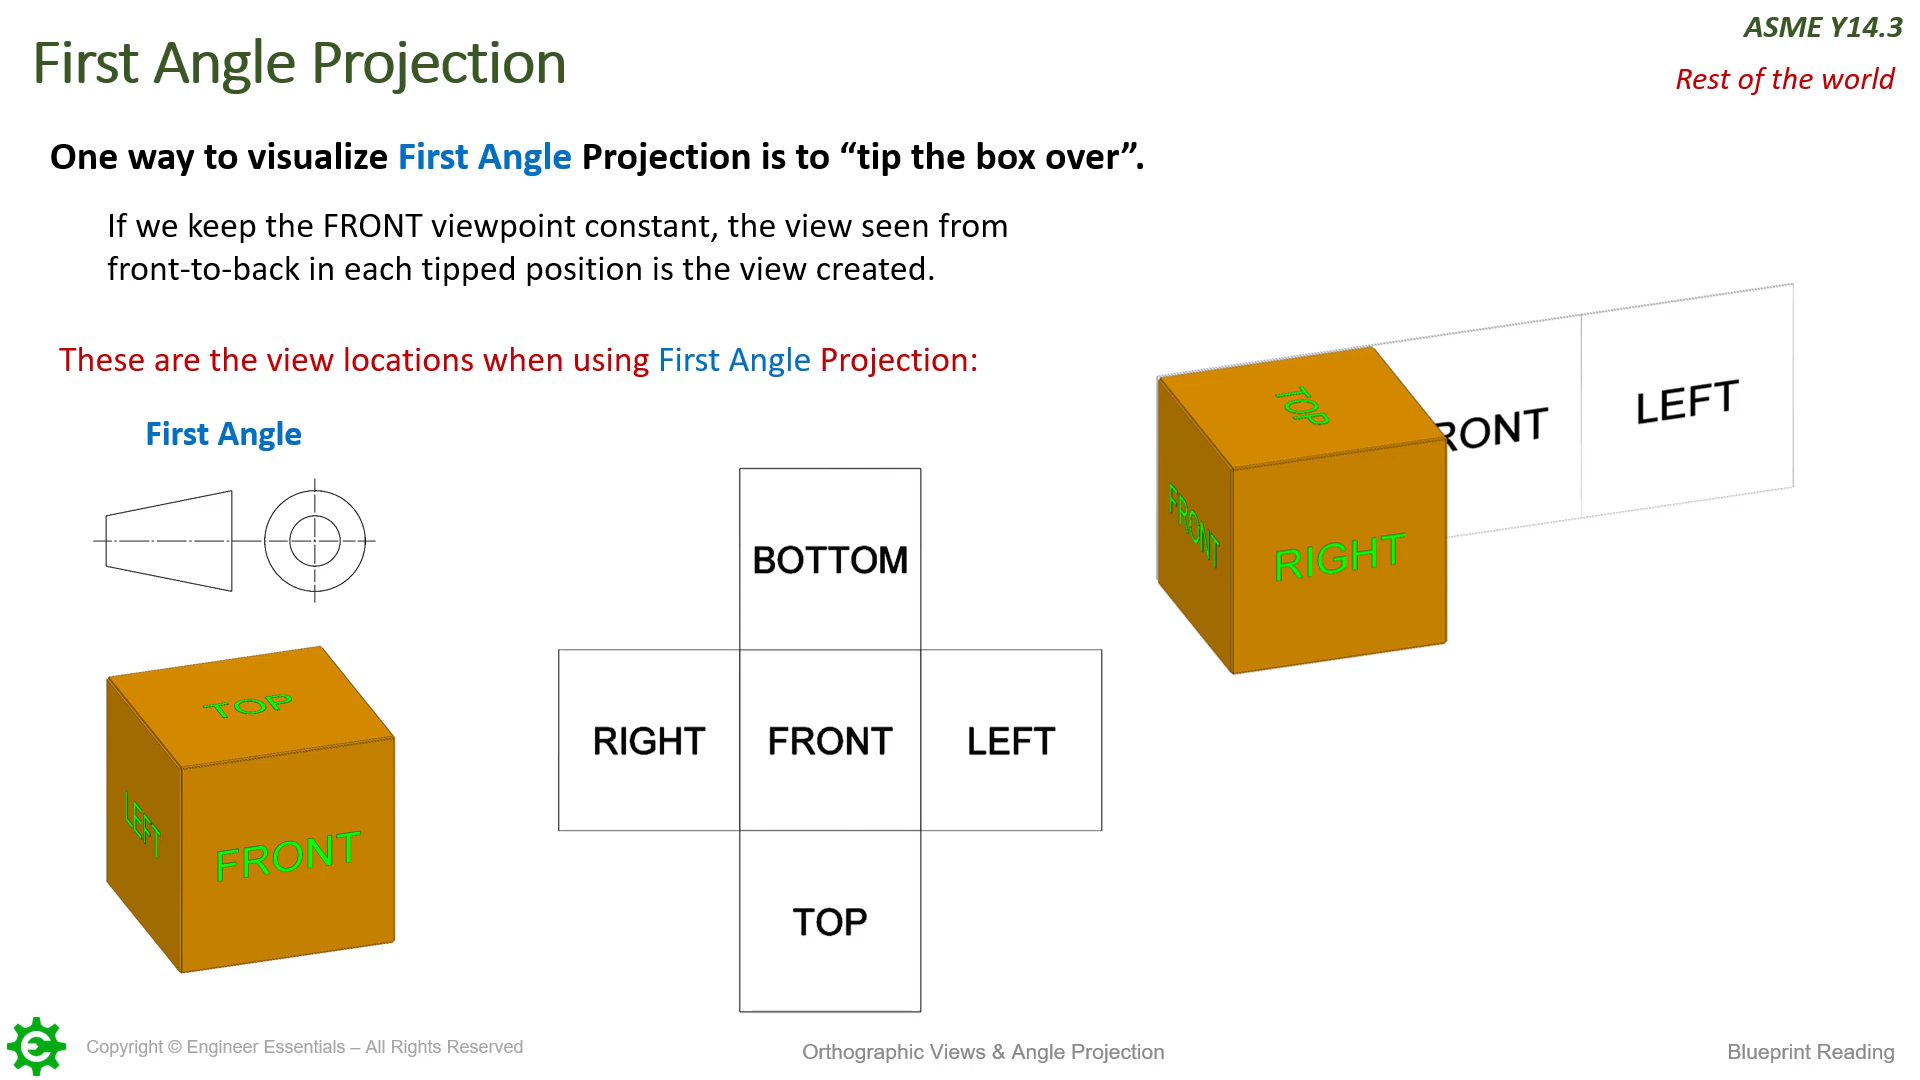 First Angle Projection
ASME Y14.3
Rest of the world
One way to visualize First Angle Projection is to “tip the box over”.
If we keep the FRONT viewpoint constant, the view seen from
front-to-back in each tipped position is the view created.
These are the view locations when using First Angle Projection:
First Angle
TOP
LEFT
FRONT
BOTTOM
RIGHT
FRONT
LEFT
TOP
TOP
FRONT
RIGHT
RONT
LEFT
Copyright © Engineer Essentials – All Rights Reserved
Orthographic Views & Angle Projection
Blueprint Reading